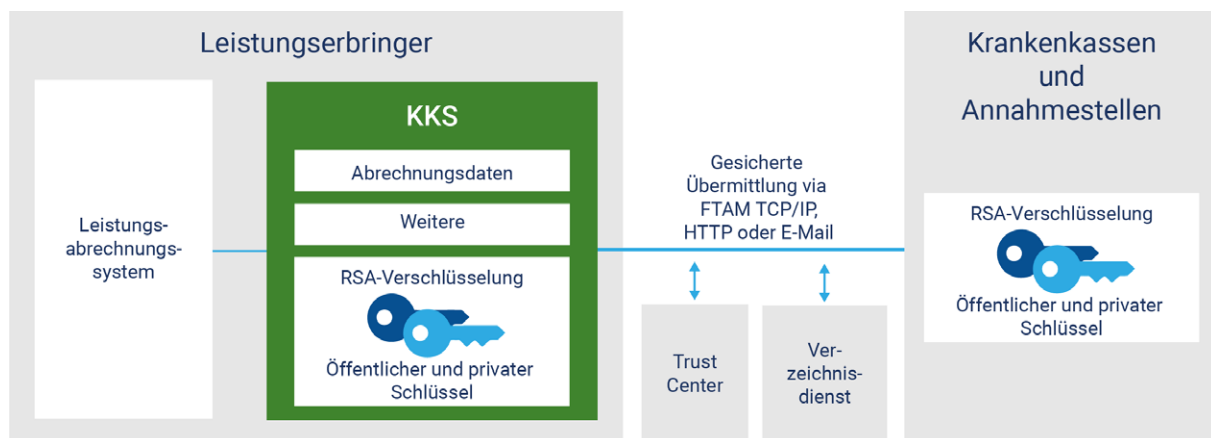 Leistungserbringer
Leistungs-
abrechnungs-
system
KKS
Abrechnungsdaten
Weitere
RSA-Verschlüsselung
Öffentlicher und privater
Schlüssel
Gesicherte
Übermittlung via
FTAM TCP/IP,
HTTP oder E-Mail
Trust
Center
Ver-
zeichnis-
dienst
Krankenkassen
und
Annahmestellen
RSA-Verschlüsselung
Öffentlicher und privater
Schlüssel